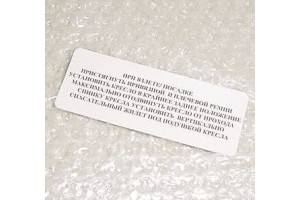 ПРИ ВЗЛЕТЕ/ ПОСАДКЕ
ПРИСТЯГНУТЬ ПРИВЯЗНОЙ И ПЛЕЧЕВОЙ РЕМНИ
УСТАНОВИТЬ КРЕСЛО В КРАЙНЕЕ ЗАДНЕЕ ПОЛОЖЕНИЕ
МАКСИМАЛЬНО ОТОДВИНУТЬ КРЕСЛО ОТ ПРОХОДА
СПИНКУ КРЕСЛА УСТАНОВИТЬ ВЕРТИКАЛЬНО
СПАСАТЕЛЬНЫЙ ЖИЛЕТ ПОД ПОДУШКОЙ КРЕСЛА